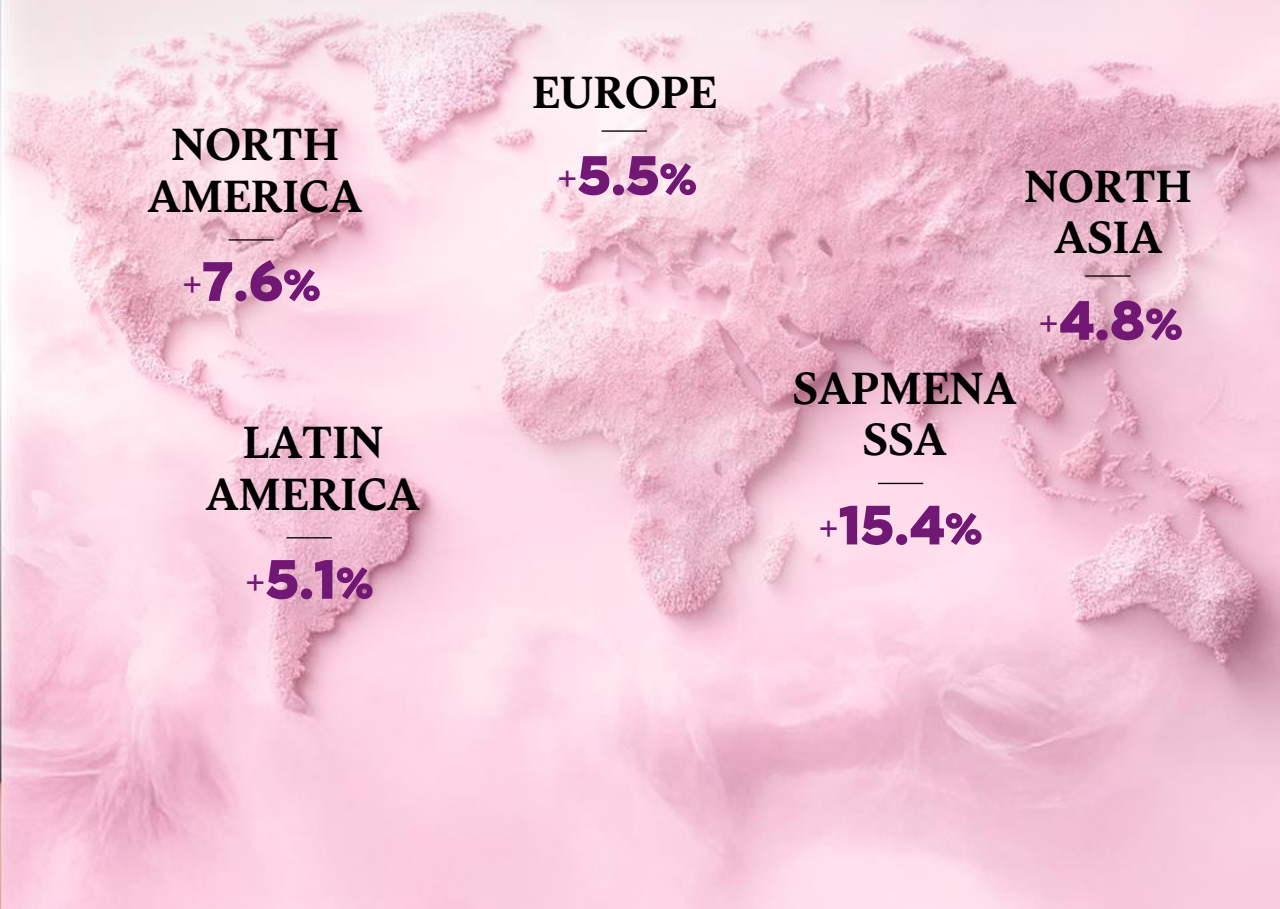 EUROPE
+5.5%
NORTH
AMERICA
+7.6%
NORTH
ASIA
+4.8%
SAPMENA
SSA
+15.4%
LATIN
AMERICA
+5.1%